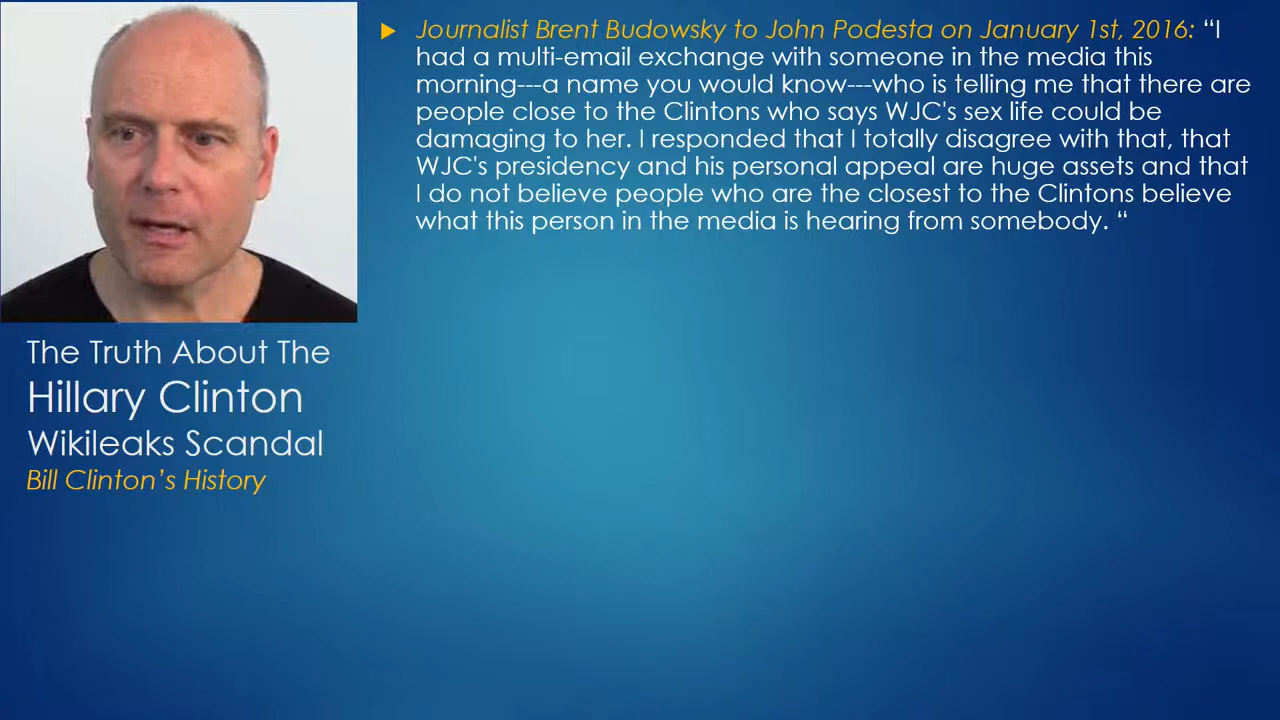 Journalist Brent Budowsky to John Podesta on January 1st, 2016: “I
had a multi-email exchange with someone in the media this
morning---a name you would know---who is telling me that there are
people close to the Clintons who says WJC's sex life could be
damaging to her. I responded that I totally disagree with that, that
WJC's presidency and his personal appeal are huge assets and that
I do not believe people who are the closest to the Clintons believe
what this person in the media is hearing from somebody. “
The Truth About The
Hillary Clinton
Wikileaks Scandal
Bill Clinton’s History